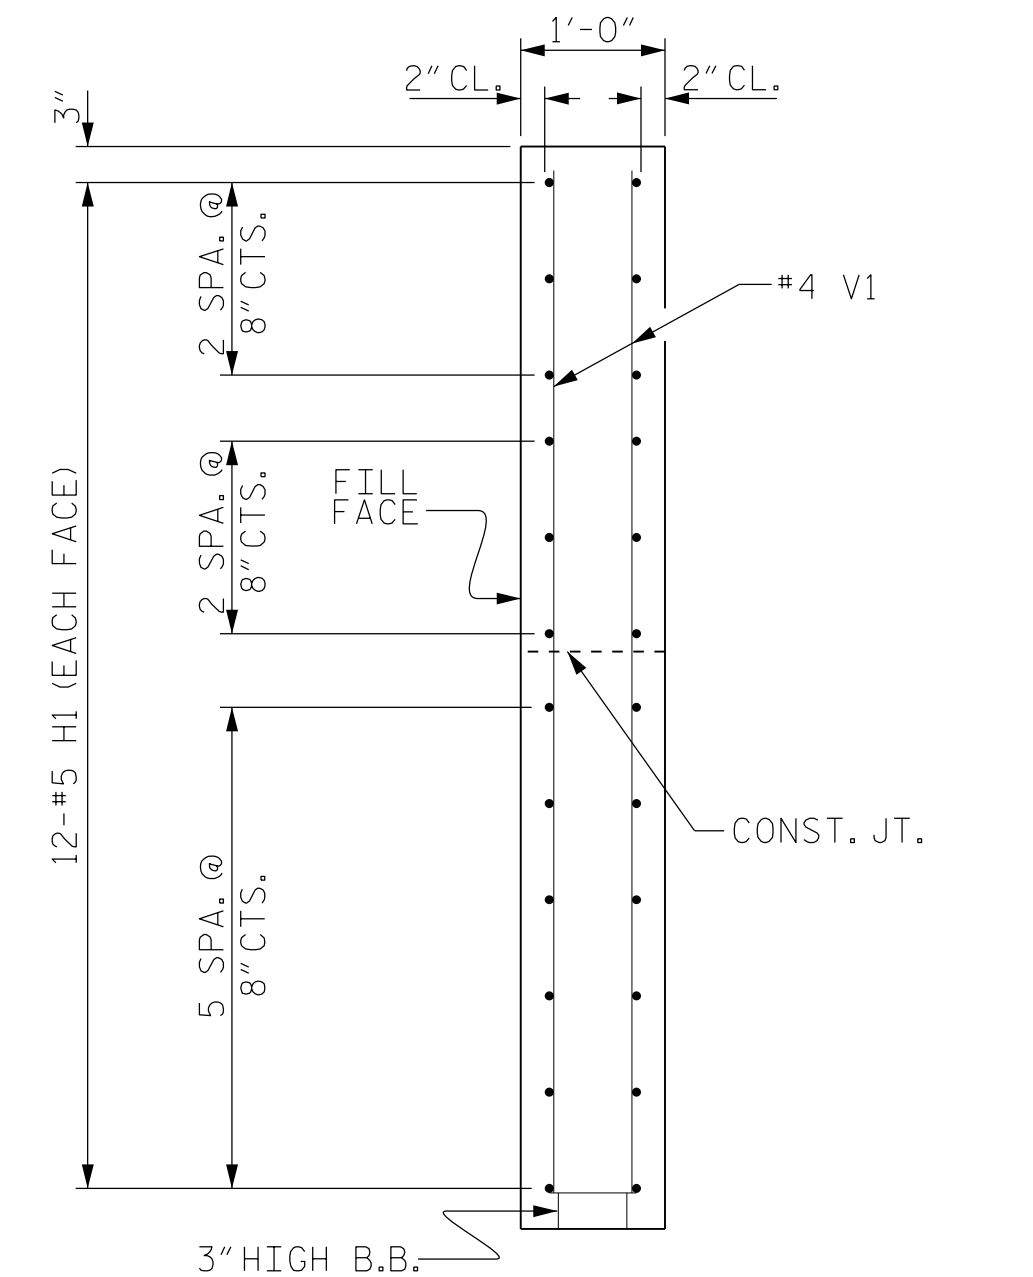 1'-0"
2" CL.
2" CL.
3"
2 SPA. @
8" CTS.
#4 V1
2 SPA. @
8" CTS.
FILL
FACE
12-#5 H1 (EACH FACE)
CONST. JT.
5 SPA. @
8" CTS.
3" HIGH B.B.